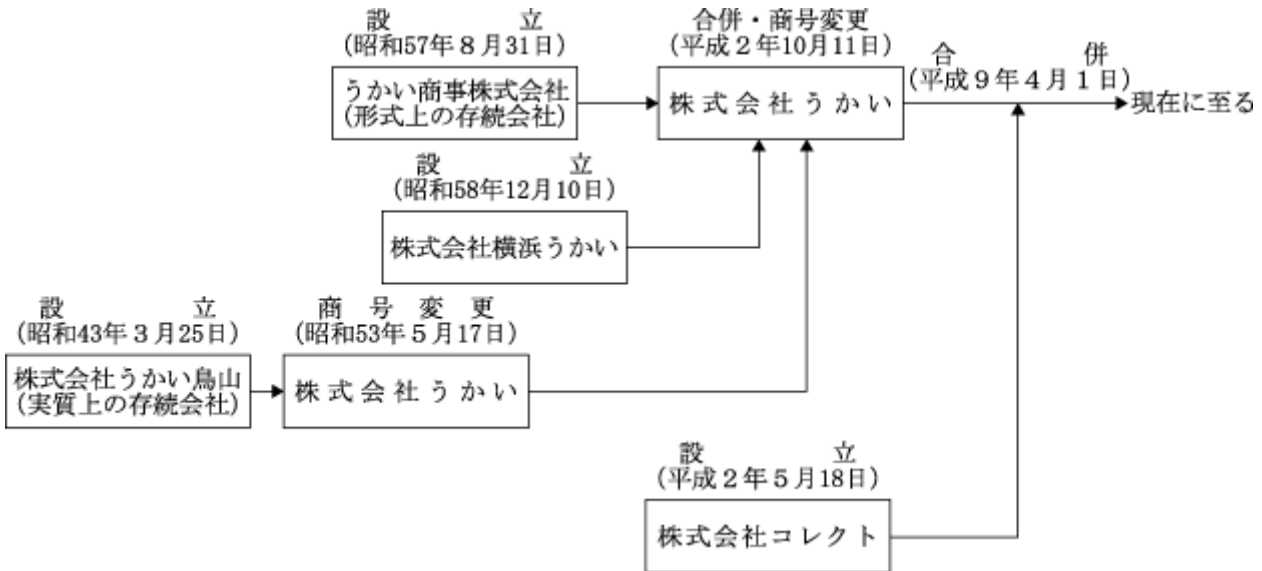 設立
(昭和57年8月31日)
うかい商事株式会社
(形式上の存続会社)
合併・商号変更
(平成2年10月11日)
株式会社うかい
合併
(平成9年4月1日)
現在に至る
設立
(昭和58年12月10日)
株式会社横浜うかい
設立
(昭和43年3月25日)
株式会社うかい鳥山
(実質上の存続会社)
商号変更
(昭和53年5月17日)
株式会社うかい
設立
(平成2年5月18日)
株式会社コレクト